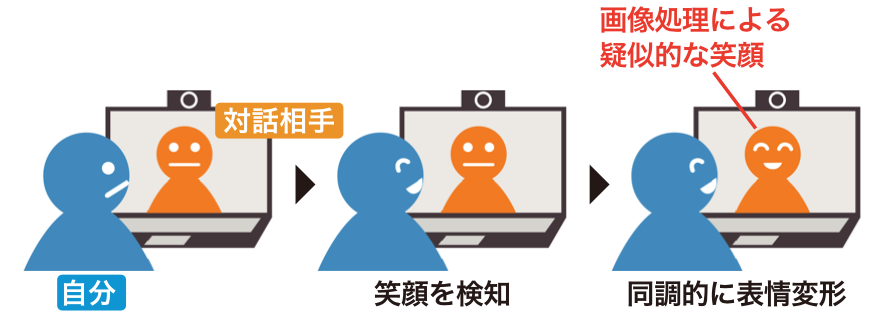 画像処理による
疑似的な笑顔
対話相手
自分
笑顔を検知
同調的に表情変形